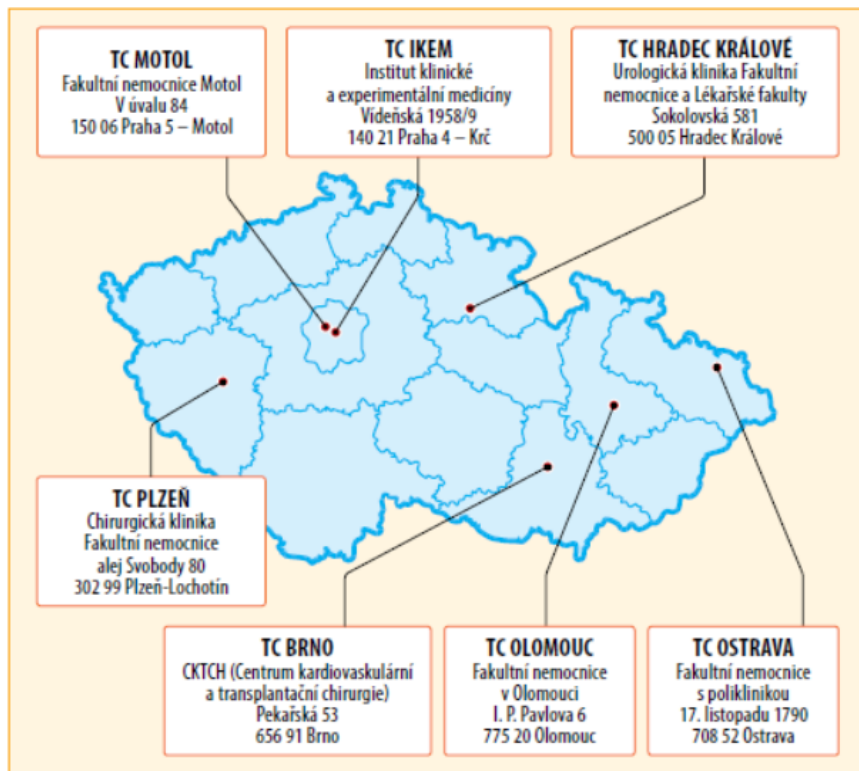 TC MOTOL
Fakultní nemocnice Motol
V úvalu 84
150 06 Praha 5 – Motol
TC IKEM
Institut klinické
a experimentální medicíny
Vídeňská 1958/9
140 21 Praha 4 – Krč
TC HRADEC KRÁLOVÉ
Urologická klinika Fakultní
nemocnice a Lékařské fakulty
Sokolovská 581
500 05 Hradec Králové
TC PLZEŇ
Chirurgická klinika
Fakultní nemocnice
alej Svobody 80
302 99 Plzeň-Lochotín
TC BRNO
CKTCH (Centrum kardiovaskulární
a transplantační chirurgie)
Pekařská 53
656 91 Brno
TC OLOMOUC
Fakultní nemocnice
v Olomouci
I. P. Pavlova 6
775 20 Olomouc
TC OSTRAVA
Fakultní nemocnice
s poliklinikou
17. listopadu 1790
708 52 Ostrava